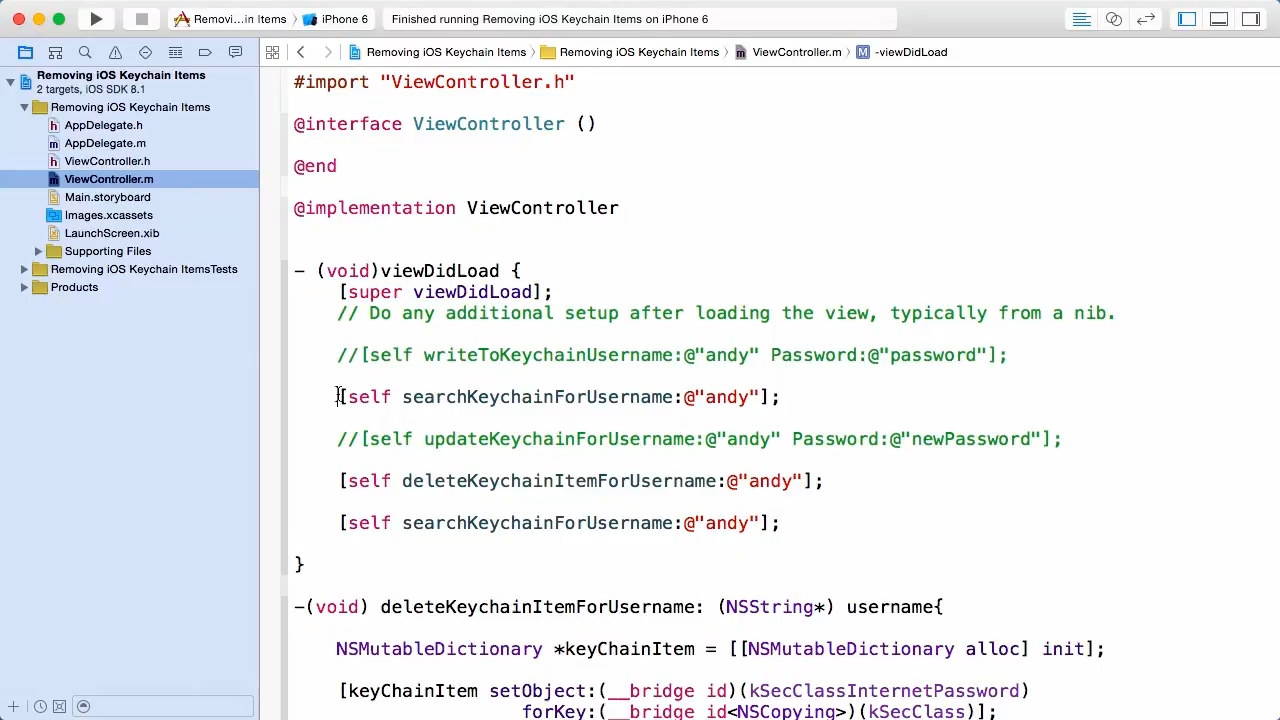 Removi...in Items
iPhone 6
Finished running Removing iOS Keychain Items on iPhone 6
Removing iOS Keychain Items
Removing iOS Keychain Items
ViewController.m
M
-viewDidLoad
Removing iOS Keychain Items
2 targets, iOS SDK 8.1
Removing iOS Keychain Items
h AppDelegate.h
m AppDelegate.m
h ViewController.h
m ViewController.m
Main.storyboard
Images.xcassets
LaunchScreen.xib
Supporting Files
Removing iOS Keychain ItemsTests
Products
#import "ViewController.h"
@interface ViewController ()
@end
@implementation ViewController
- (void)viewDidLoad {
[super viewDidLoad];
// Do any additional setup after loading the view, typically from a nib.
//[self writeToKeychainUsername:@"andy" Password:@"password"];
[self searchKeychainForUsername:@"andy"];
//[self updateKeychainForUsername:@"andy" Password:@"newPassword"];
[self deleteKeychainItemForUsername:@"andy"];
[self searchKeychainForUsername:@"andy"];
}
-(void) deleteKeychainItemForUsername: (NSString*) username{
NSMutableDictionary *keyChainItem = [[NSMutableDictionary alloc] init];
[keyChainItem setObject:(__bridge id)(kSecClassInternetPassword)
forKey:(__bridge id<NSCopying>)(kSecClass)];